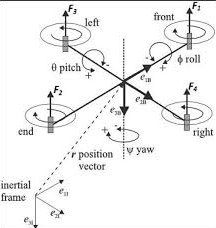 F₃
left
front
F₁
θ pitch
ϕ roll
+
+
e₁B
F₂
e₃B
e₂B
F₄
end
+
right
ψ yaw
r position
vector
inertial
frame
e₁I
e₂I
e₃I